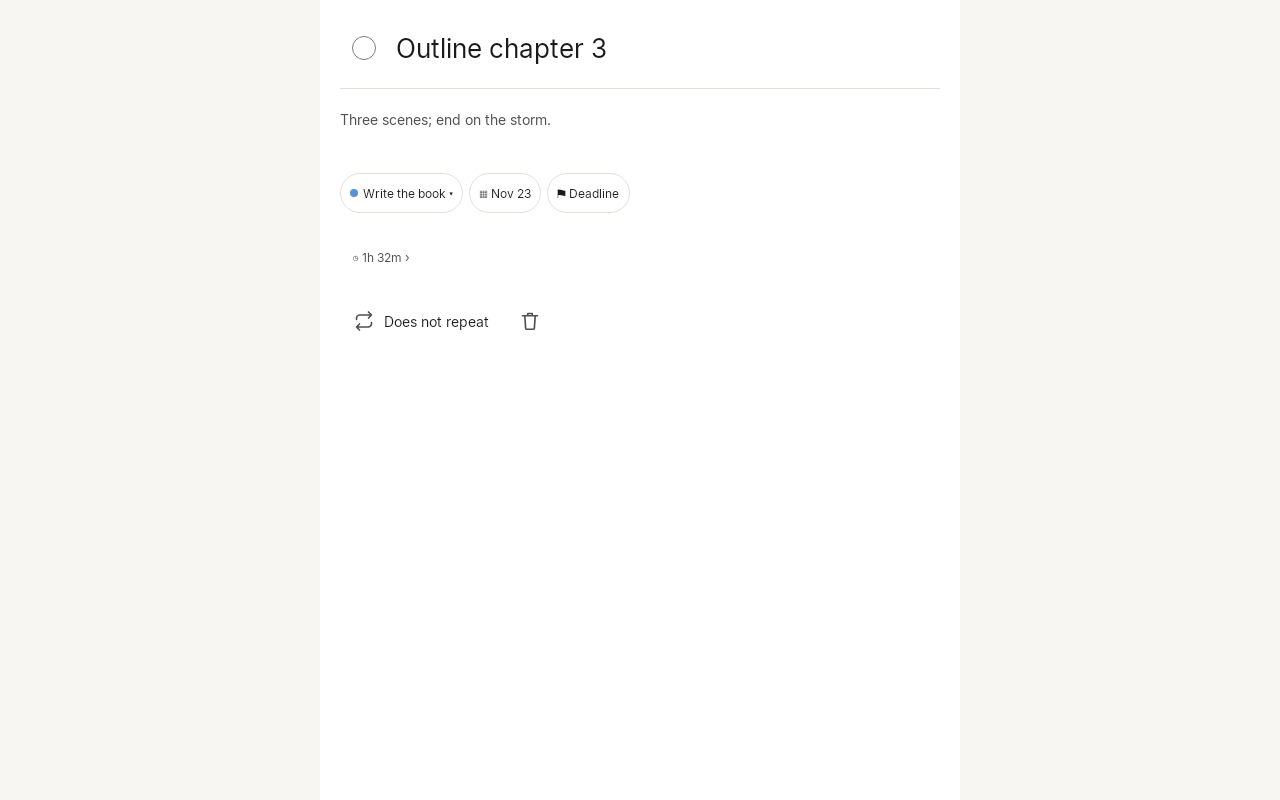 Outline chapter 3
Three scenes; end on the storm.
Write the book
Nov 23
Deadline
1h 32m ›
Does not repeat